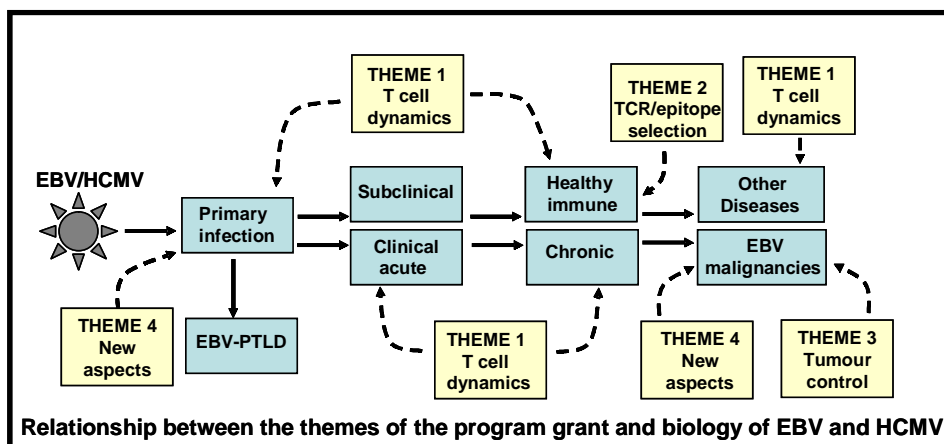 THEME 1
T cell
dynamics
THEME 2
TCR/epitope
selection
THEME 1
T cell
dynamics
EBV/HCMV
Primary
infection
Subclinical
Healthy
immune
Other
Diseases
Clinical
acute
Chronic
EBV
malignancies
THEME 4
New
aspects
EBV-PTLD
THEME 1
T cell
dynamics
THEME 4
New
aspects
THEME 3
Tumour
control
Relationship between the themes of the program grant and biology of EBV and HCMV